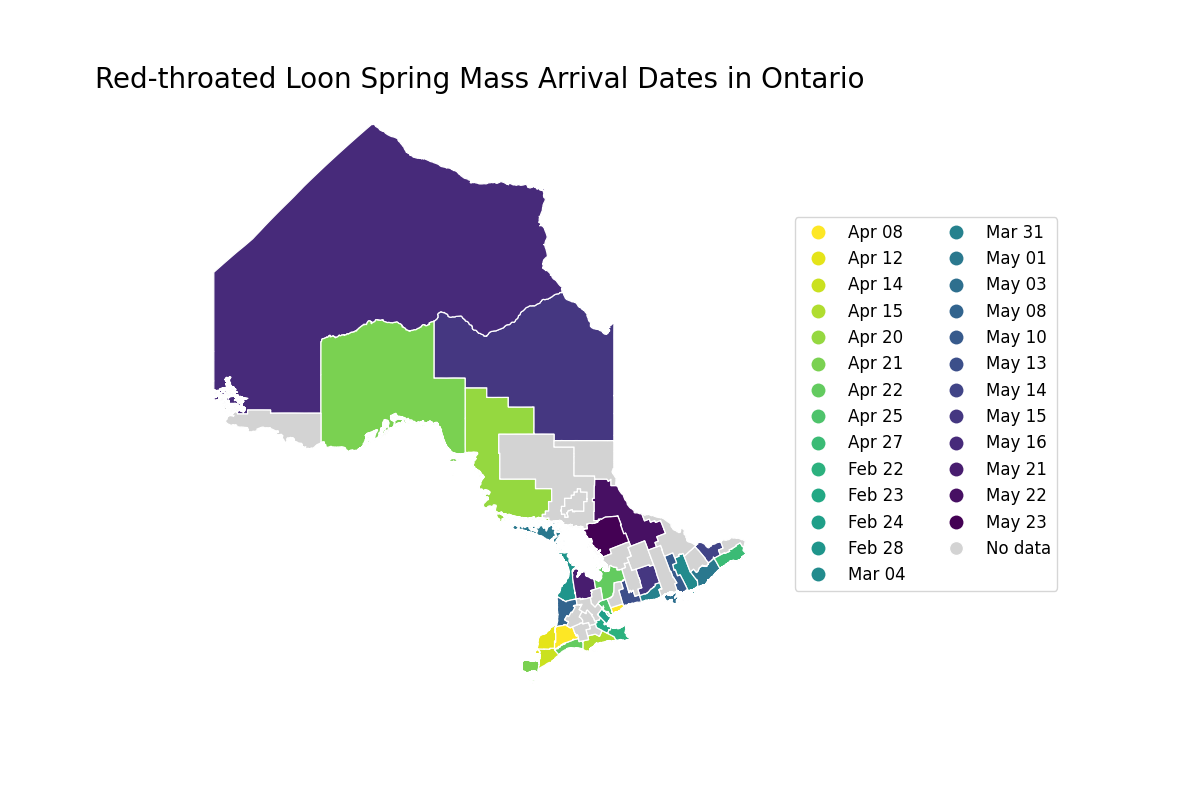 Red-throated Loon Spring Mass Arrival Dates in Ontario
Apr 08
Apr 12
Apr 14
Apr 15
Apr 20
Apr 21
Apr 22
Apr 25
Apr 27
Feb 22
Feb 23
Feb 24
Feb 28
Mar 04
Mar 31
May 01
May 03
May 08
May 10
May 13
May 14
May 15
May 16
May 21
May 22
May 23
No data